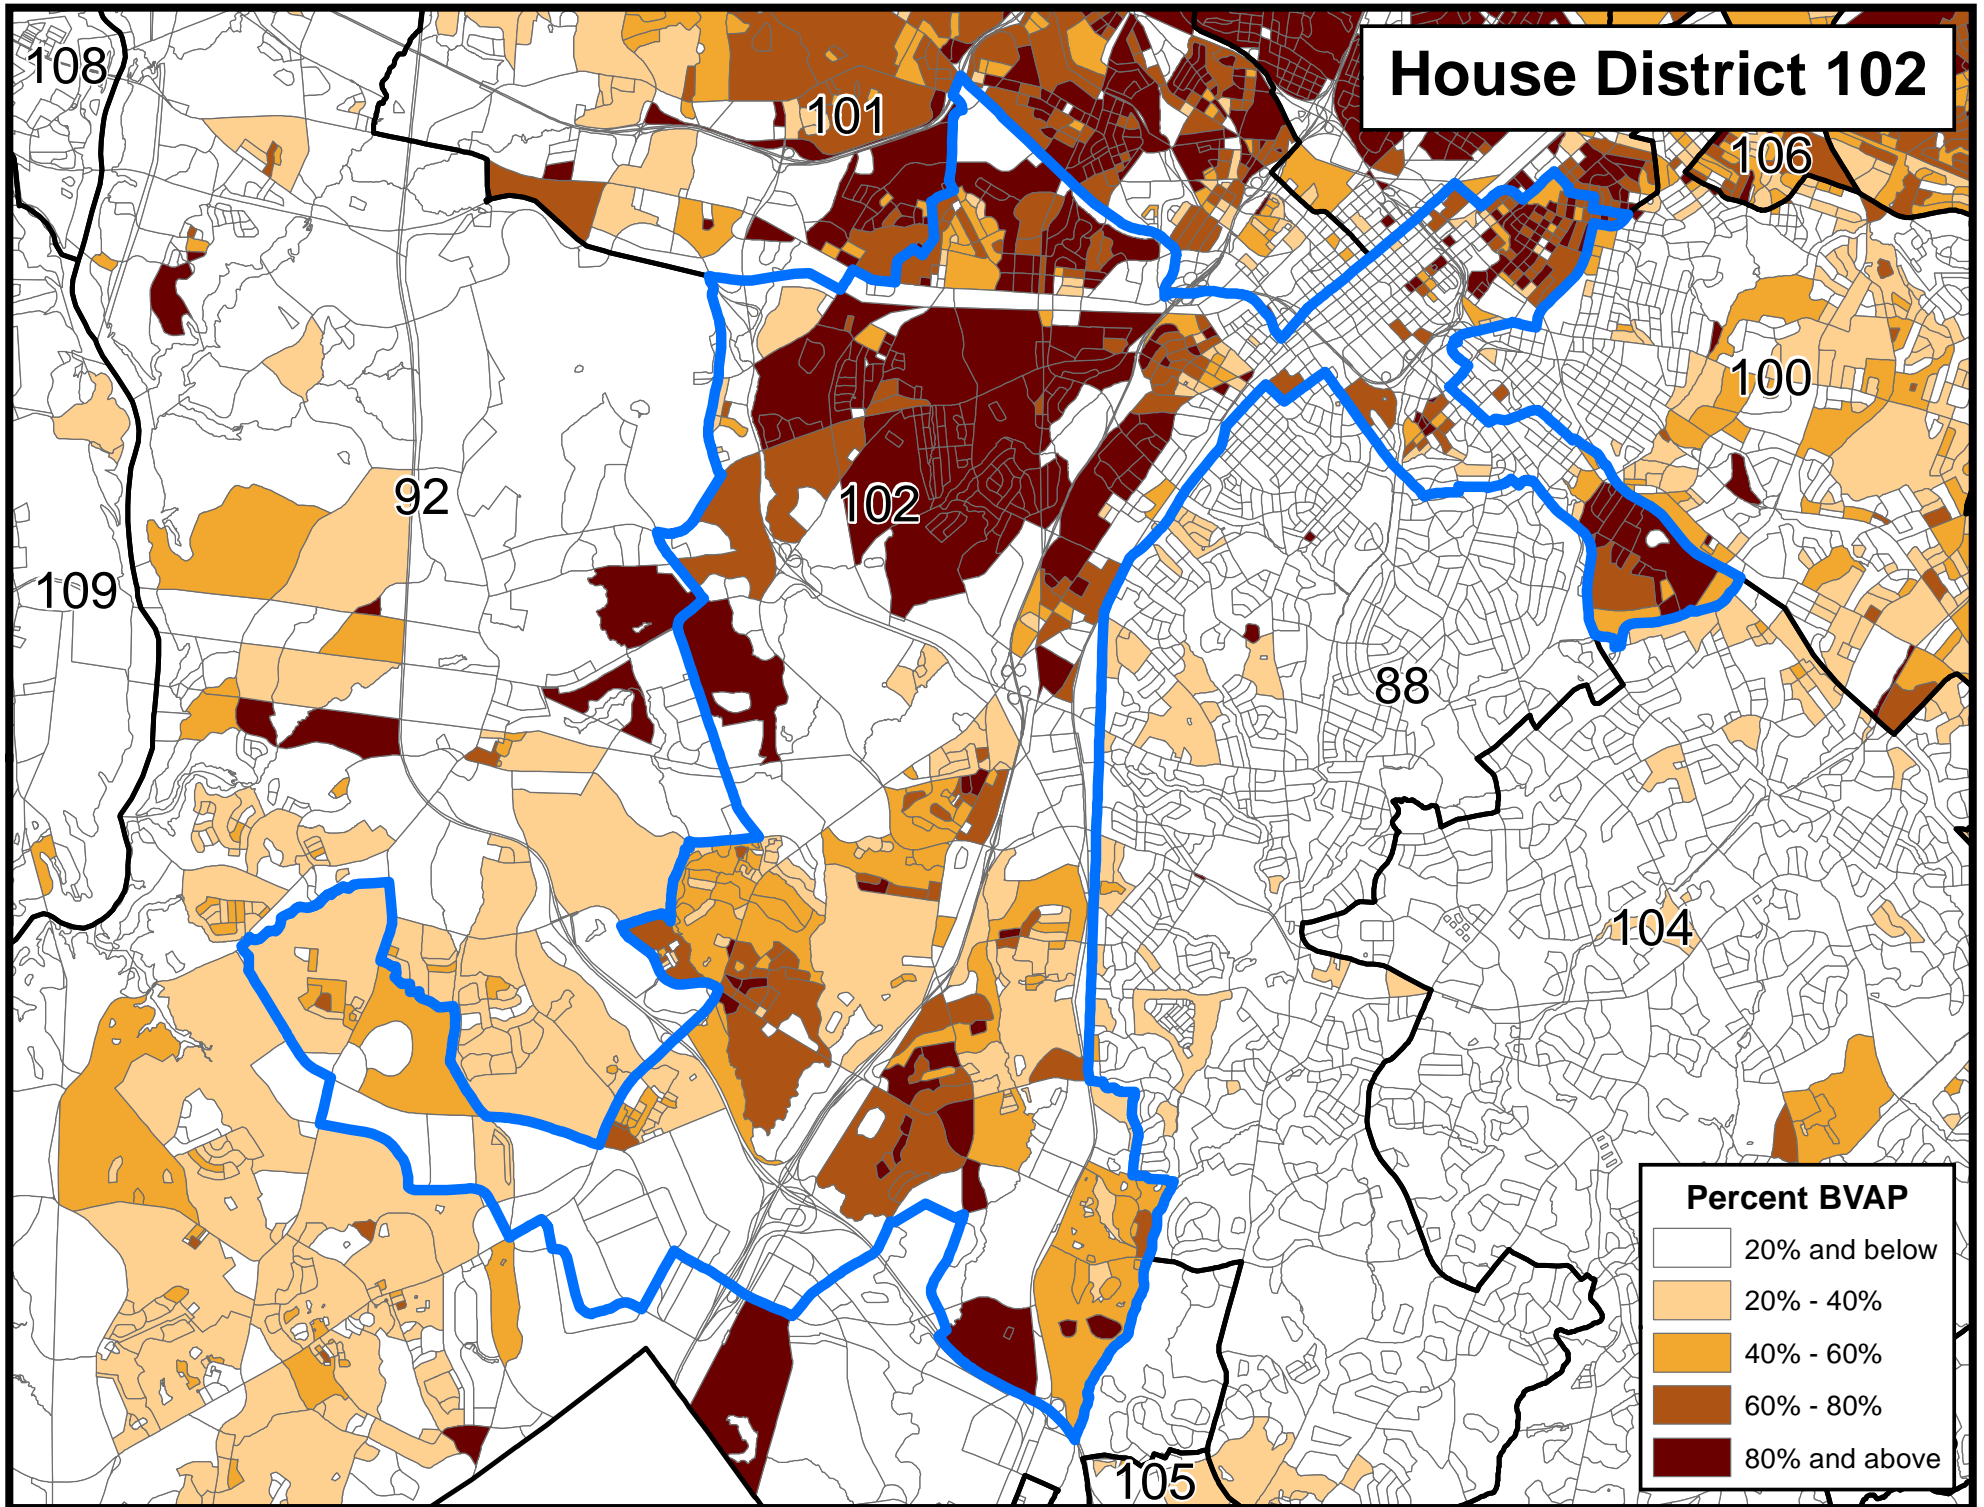 House District 102
108
101
106
100
92
102
109
88
104
105
Percent BVAP
20% and below
20% - 40%
40% - 60%
60% - 80%
80% and above